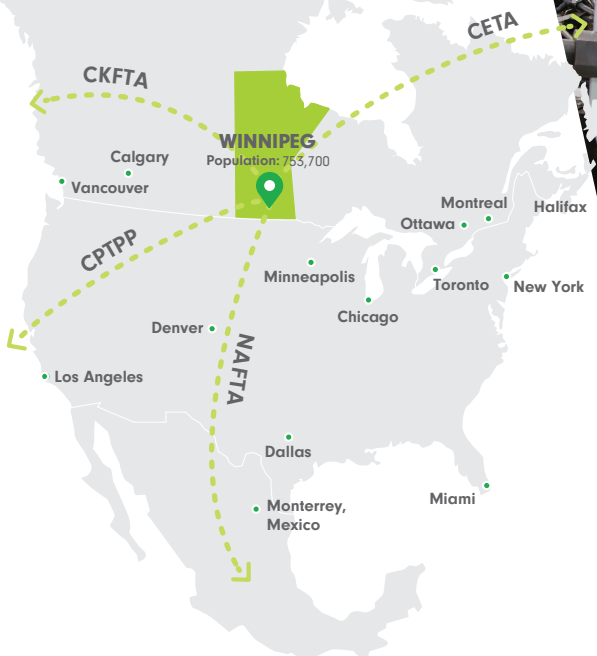 CETA
CKFTA
WINNIPEG
Population: 753,700
Calgary
Vancouver
Montreal
Halifax
Ottawa
CPTPP
Minneapolis
Toronto
New York
Chicago
Denver
NAFTA
Los Angeles
Dallas
Miami
Monterrey,
Mexico